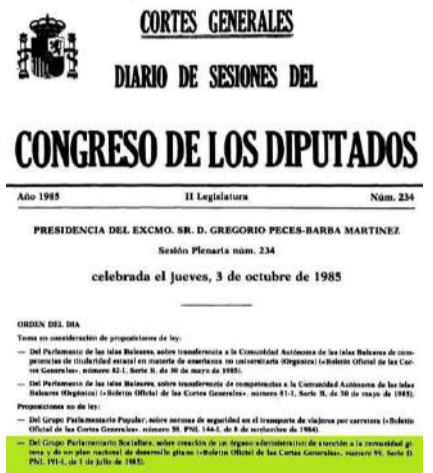 CORTES GENERALES
DIARIO DE SESIONES DEL
CONGRESO DE LOS DIPUTADOS
Año 1985 II Legislatura Núm. 234
PRESIDENCIA DEL EXCMO. SR. D. GREGORIO PECES-BARBA MARTINEZ
Sesión Plenaria núm. 234
celebrada el jueves, 3 de octubre de 1985
ORDEN DEL DIA
Toma en consideración de proposiciones de ley:
— Del Parlamento de las islas Baleares, sobre transferencia a la Comunidad Autónoma de las islas Baleares de com-
petencias de titularidad estatal en materia de enseñanza no universitaria (Orgánica) («Boletín Oficial de las Cor-
tes Generales», número 82-I, Serie B, de 30 de mayo de 1985).
— Del Parlamento de las islas Baleares, sobre transferencia de competencias a la Comunidad Autónoma de las islas
Baleares (Orgánica) («Boletín Oficial de las Cortes Generales», número 81-I, Serie B, de 30 de mayo de 1985).
Proposiciones no de ley:
— Del Grupo Parlamentario Popular, sobre normas de seguridad en el transporte de viajeros por carretera («Boletín
Oficial de las Cortes Generales», número PNL de noviembre de 1984).
— Del Grupo Parlamentario Socialista, sobre creación de un órgano administrativo de atención a la comunidad gi-
tana y de un plan nacional de desarrollo gitano («Boletín Oficial de las Cortes Generales», número Serie D,
PNL de 1 de julio de 1985).